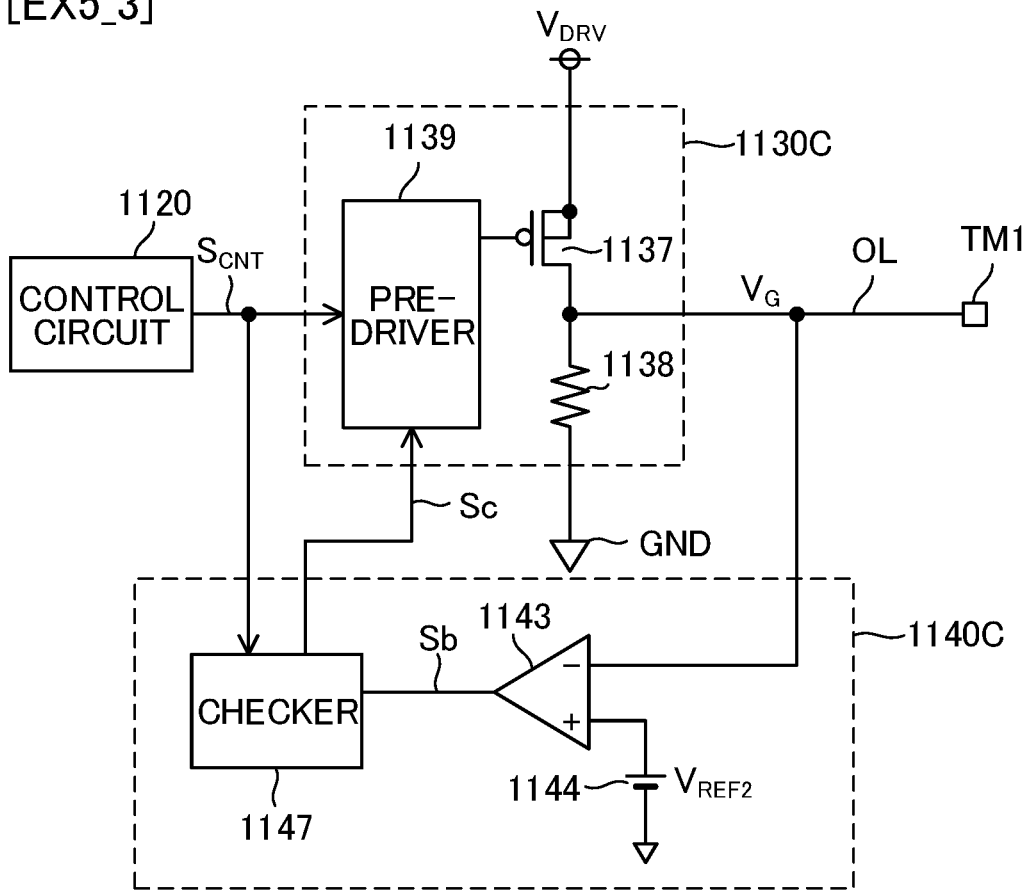 [EX5_3]
VDRV
1139
1130C
1120
SCNT
CONTROL
CIRCUIT
PRE-
DRIVER
1137
VG
OL
TM1
1138
Sc
GND
1143
1140C
Sb
CHECKER
−
+
1144
VREF2
1147